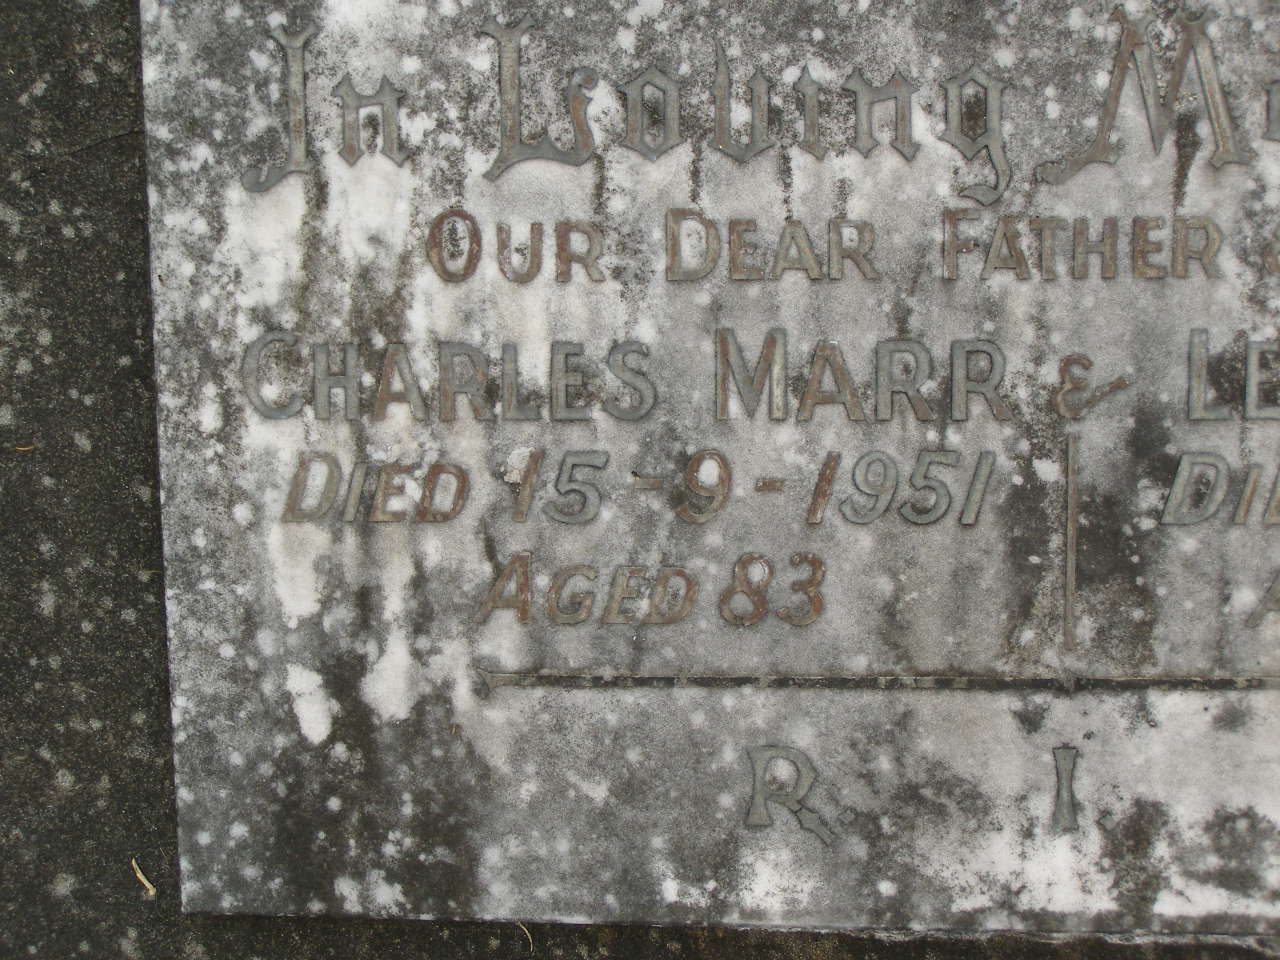 In Loving
OUR DEAR FATHER
CHARLES MARR &
DIED 15-9-1951
AGED 83
R. I.